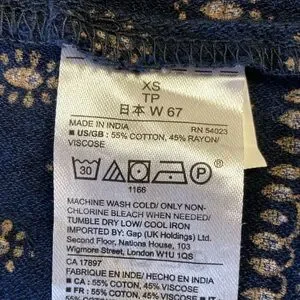 XS
TP
日本 W 67
MADE IN INDIA RN 54023
■ US/GB : 55% COTTON, 45% RAYON/
VISCOSE
30 P
1166
MACHINE WASH COLD/ ONLY NON-
CHLORINE BLEACH WHEN NEEDED/
TUMBLE DRY LOW/ COOL IRON
IMPORTED BY: Gap (UK Holdings) Ltd.
Second Floor, Nations House, 103
Wigmore Street, London W1U 1QS
CA 17897
FABRIQUE EN INDE/ HECHO EN INDIA
■ CA : 55% COTON, 45% VISCOSE
■ FR : 55% COTON, 45% VISCOSE ■ IT